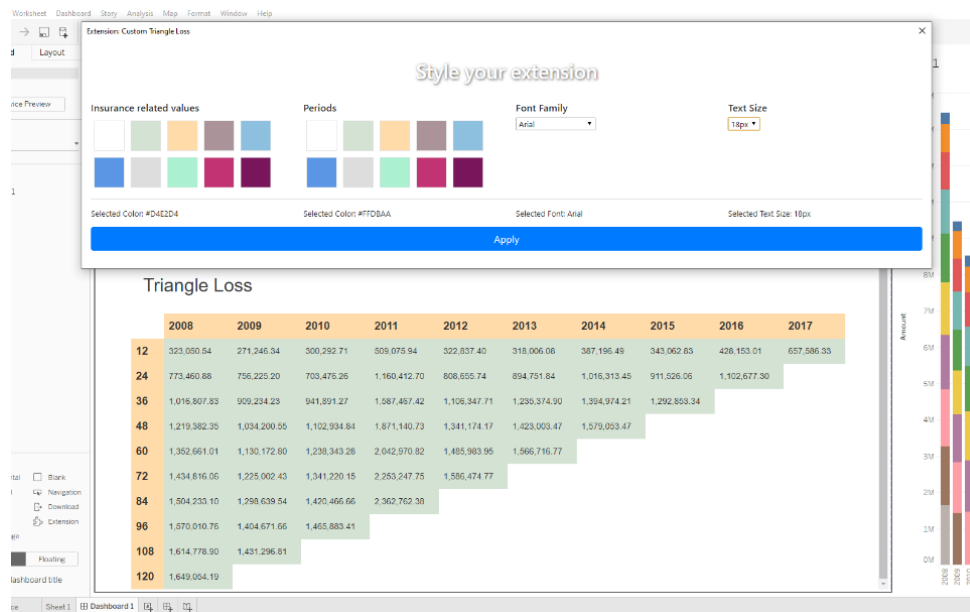 Worksheet Dashboard Story Analysis Map Format Window Help
Layout
Extension: Custom Triangle Loss
Style your extension
Insurance related values Periods Font Family Text Size
Arial 18px
Selected Color: #D4E2D4 Selected Color: #FFDBAA Selected Font: Arial Selected Text Size: 18px
Apply
Triangle Loss
2008 2009 2010 2011 2012 2013 2014 2015 2016 2017
12 323,050.54 271,246.34 300,292.71 509,075.94 322,837.40 318,006.08 387,196.49 343,062.83 428,153.01 657,586.33
24 773,460.88 756,225.20 703,476.26 1,160,412.70 808,655.74 894,751.84 1,016,313.45 911,526.06 1,102,677.30
36 1,016,807.83 909,234.23 941,891.27 1,587,467.42 1,106,347.71 1,235,374.90 1,394,974.21 1,292,853.34
48 1,219,382.35 1,034,200.55 1,102,934.84 1,871,140.73 1,341,174.17 1,423,003.47 1,579,053.47
60 1,352,661.01 1,130,172.80 1,238,343.28 2,042,970.82 1,485,983.95 1,566,716.77
72 1,434,816.06 1,225,002.43 1,341,220.15 2,253,247.75 1,586,474.77
84 1,504,233.10 1,298,639.54 1,420,466.66 2,362,762.38
96 1,570,010.76 1,404,671.66 1,465,883.41
108 1,614,778.90 1,431,296.81
120 1,649,054.19
Preview
Blank
Navigation
Download
Extension
Floating
dashboard title
Sheet 1 Dashboard 1
Amount
8M
7M
6M
5M
4M
3M
2M
1M
0M
2008
2009